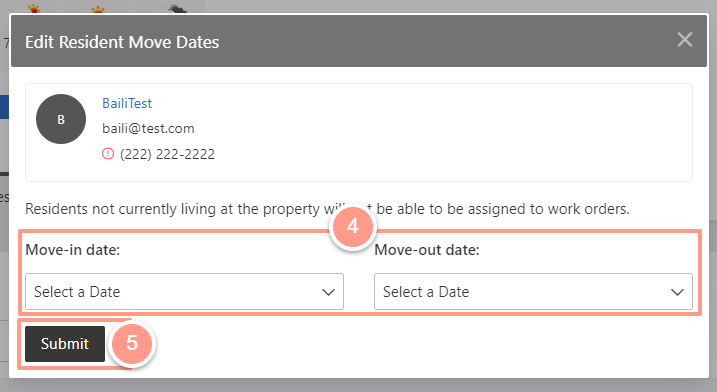 Edit Resident Move Dates
B
BailiTest
baili@test.com
(222) 222-2222
Residents not currently living at the property will be able to be assigned to work orders.
4
Move-in date:
Move-out date:
Select a Date
Select a Date
Submit
5